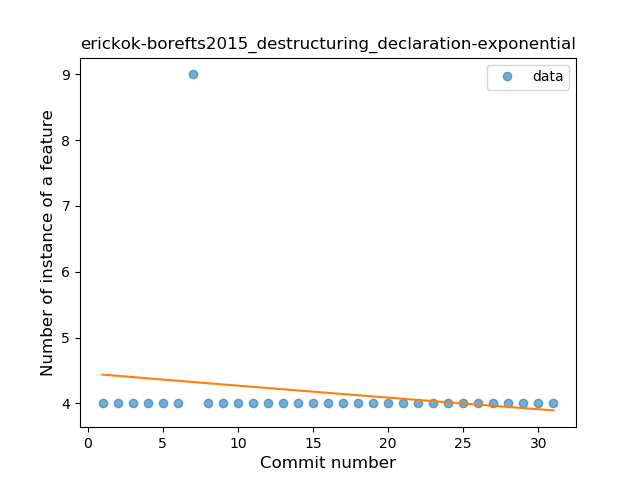 erickok-borefts2015_destructuring_declaration-exponential
data
Number of instance of a feature
9
8
7
6
5
4
0 5 10 15 20 25 30
Commit number